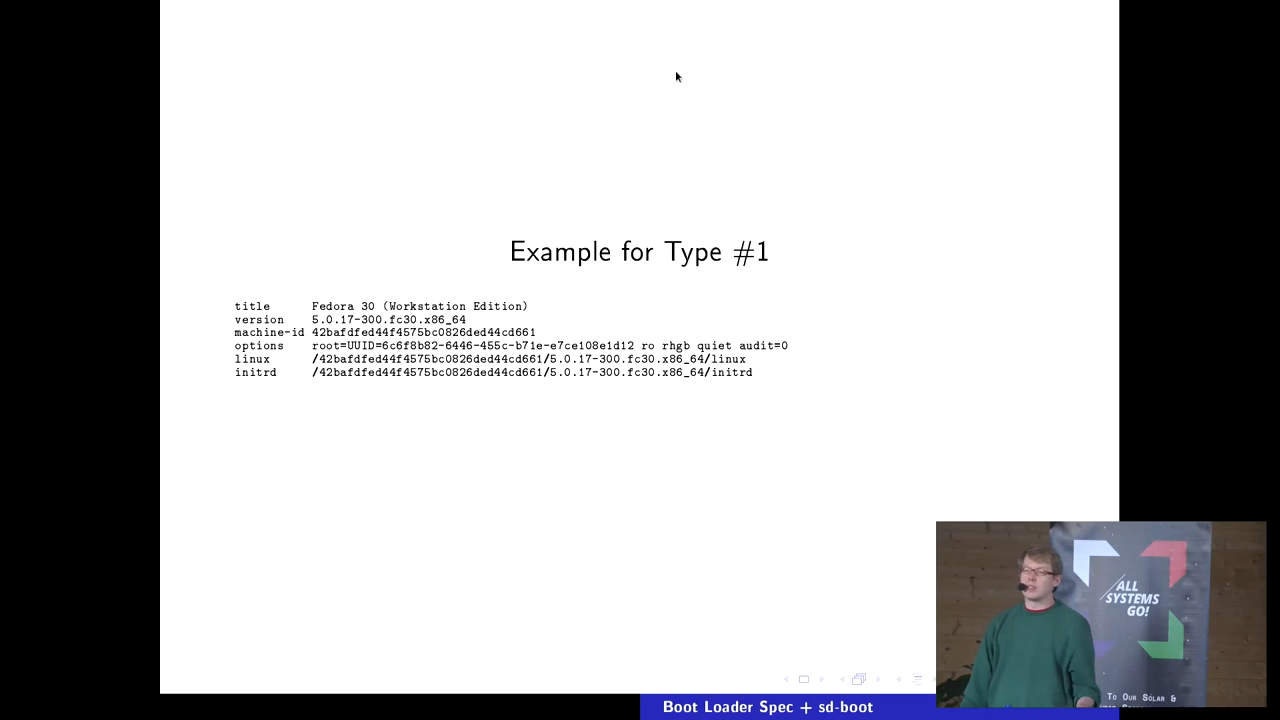 Example for Type #1
title Fedora 30 (Workstation Edition)
version 5.0.17-300.fc30.x86_64
machine-id 42bafdfed44f4575bc0826ded44cd661
options root=UUID=6c6f8b82-6446-455c-b71e-e7ce108e1d12 ro rhgb quiet audit=0
linux /42bafdfed44f4575bc0826ded44cd661/5.0.17-300.fc30.x86_64/linux
initrd /42bafdfed44f4575bc0826ded44cd661/5.0.17-300.fc30.x86_64/initrd
ALL
SYSTEMS
GO!
To Our Solar &
Boot Loader Spec + sd-boot